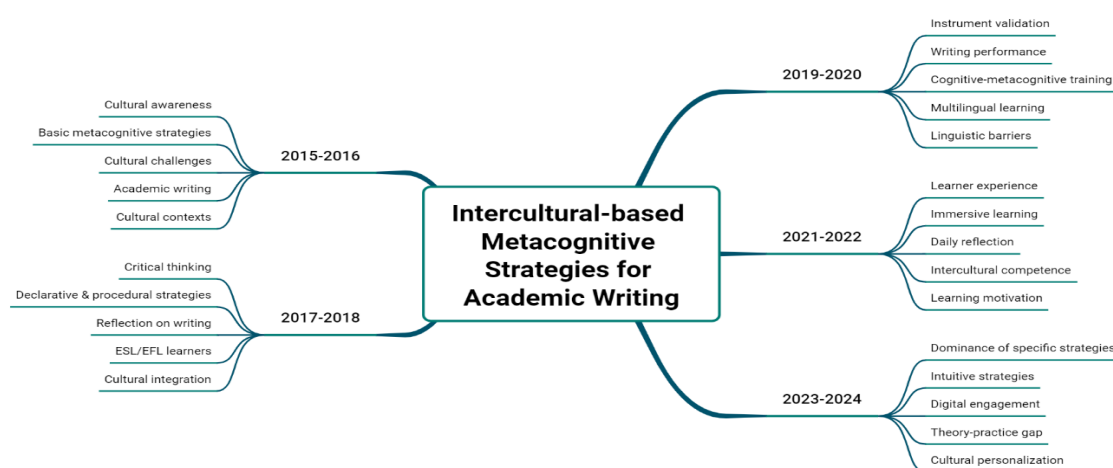 Intercultural-based
Metacognitive
Strategies for
Academic Writing
2015-2016
Cultural awareness
Basic metacognitive strategies
Cultural challenges
Academic writing
Cultural contexts
2017-2018
Critical thinking
Declarative & procedural strategies
Reflection on writing
ESL/EFL learners
Cultural integration
2019-2020
Instrument validation
Writing performance
Cognitive-metacognitive training
Multilingual learning
Linguistic barriers
2021-2022
Learner experience
Immersive learning
Daily reflection
Intercultural competence
Learning motivation
2023-2024
Dominance of specific strategies
Intuitive strategies
Digital engagement
Theory-practice gap
Cultural personalization